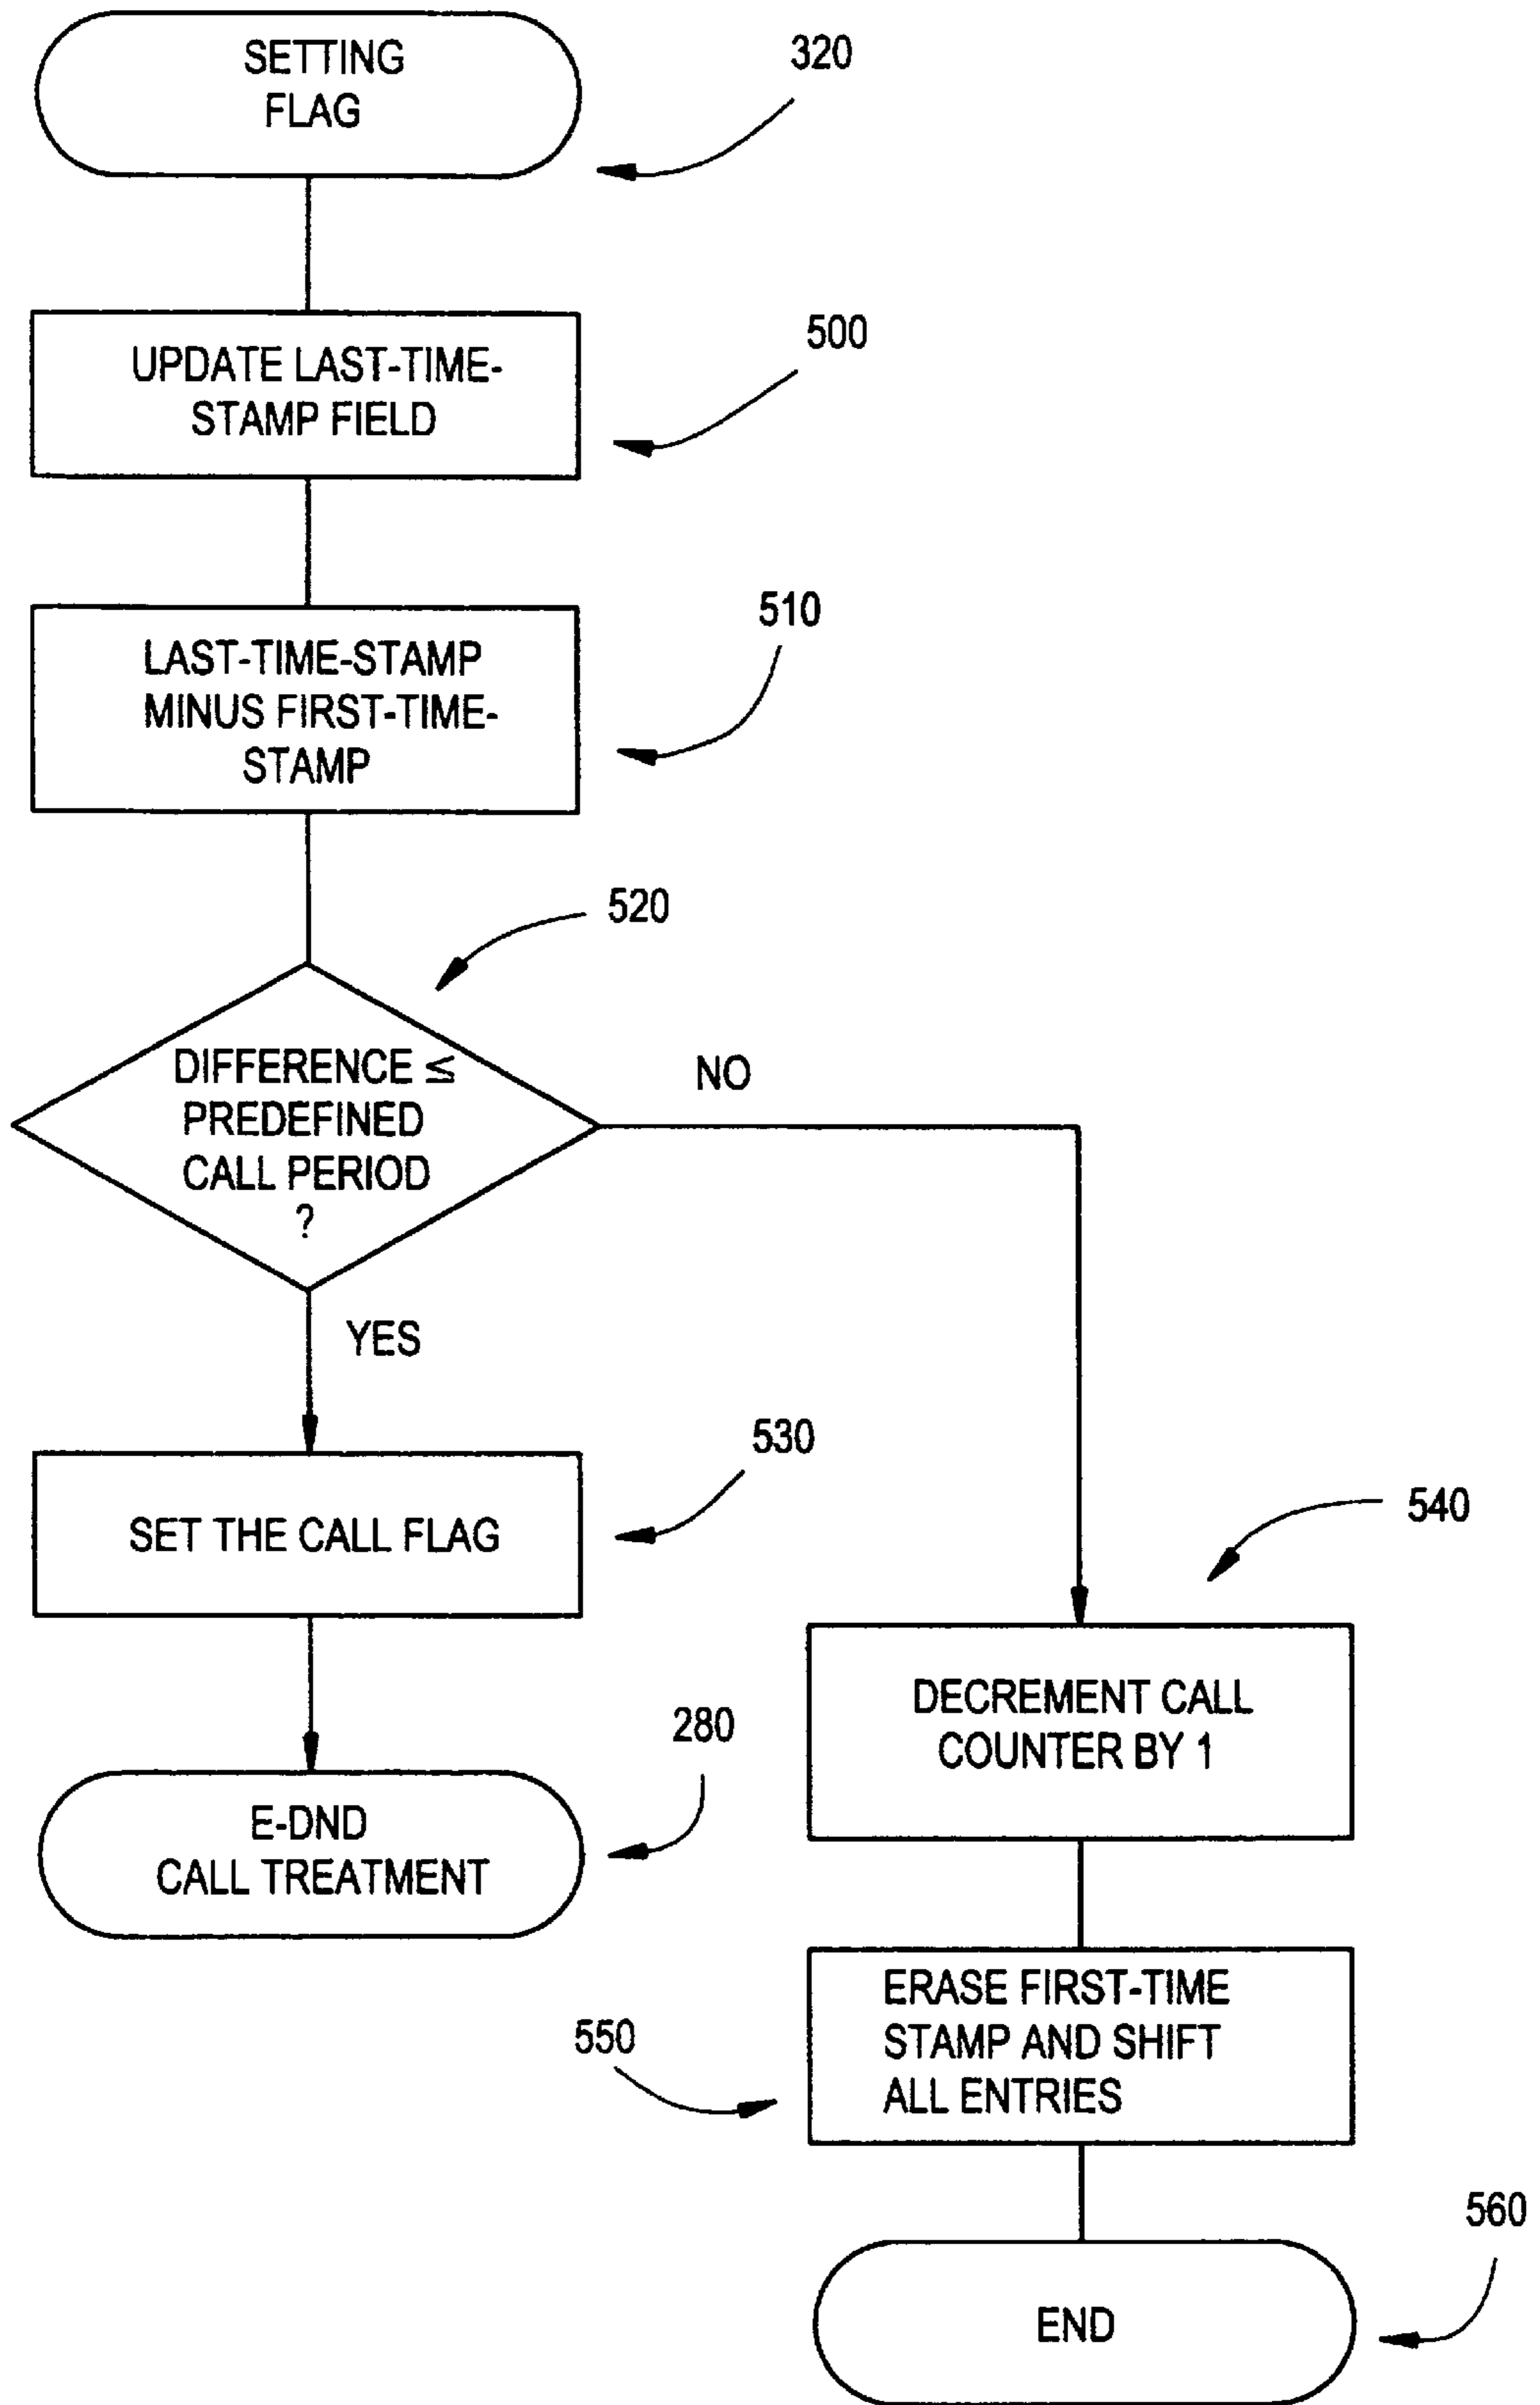 SETTING
FLAG
320
UPDATE LAST-TIME-
STAMP FIELD
500
LAST-TIME-STAMP
MINUS FIRST-TIME-
STAMP
510
520
DIFFERENCE ≤
PREDEFINED
CALL PERIOD
?
NO
YES
530
SET THE CALL FLAG
540
DECREMENT CALL
COUNTER BY 1
280
E-DND
CALL TREATMENT
550
ERASE FIRST-TIME
STAMP AND SHIFT
ALL ENTRIES
560
END